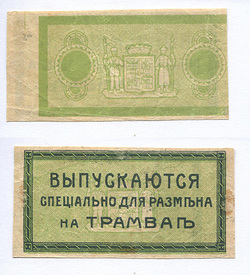 ВЫПУСКАЮТСЯ
СПЕЦІАЛЬНО ДЛЯ РАЗМѢНА
НА ТРАМВАѢ